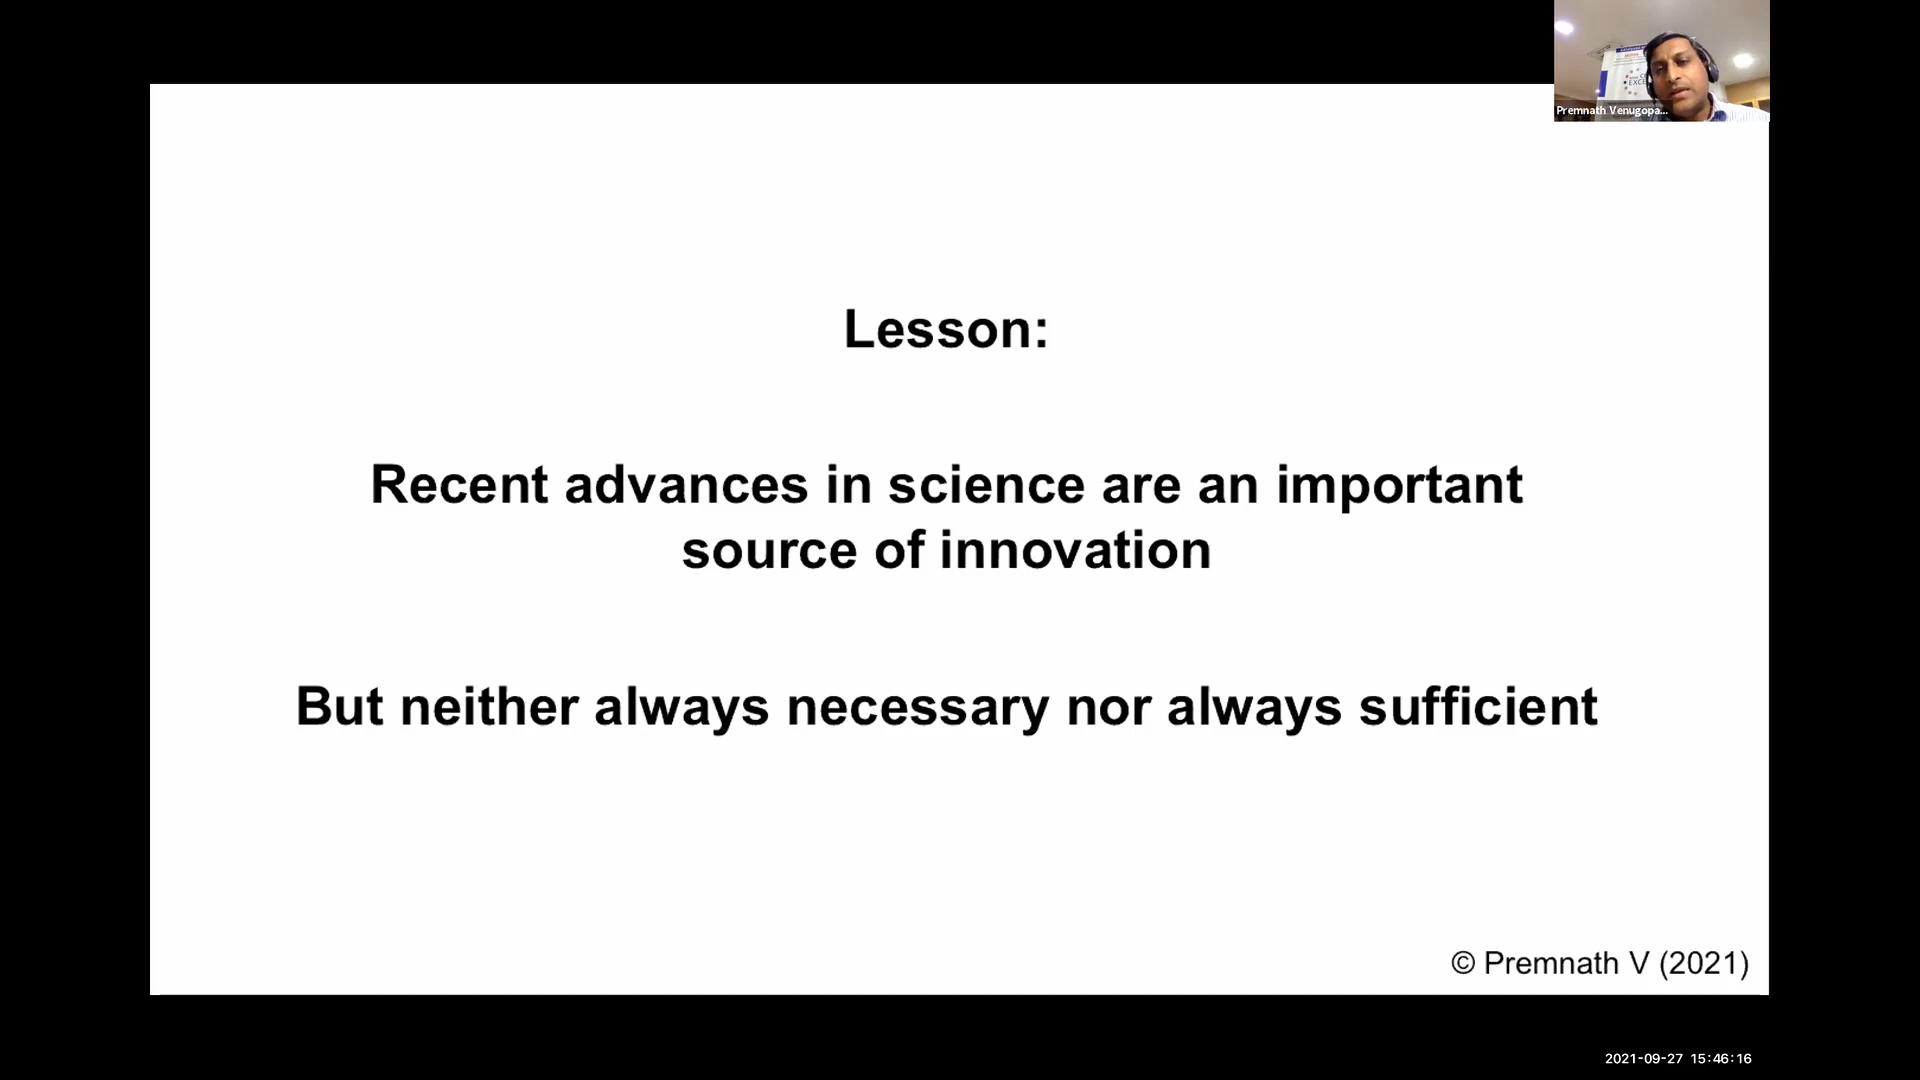 Premnath Venugopa...
Lesson:
Recent advances in science are an important
source of innovation
But neither always necessary nor always sufficient
© Premnath V (2021)
2021-09-27 15:46:16